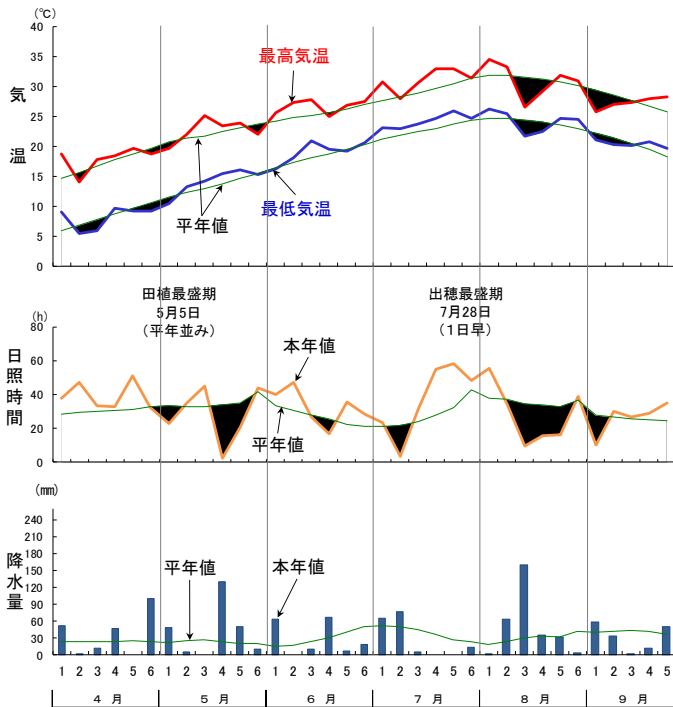 (℃)
40
35
30
25
20
15
10
5
0
気温
最高気温
平年値
最低気温
田植最盛期
5月5日
(平年並み)
出穂最盛期
7月28日
(1日早)
(h)
80
60
40
20
0
日照時間
本年値
平年値
(mm)
240
210
180
150
120
90
60
30
0
降水量
平年値
本年値
1 2 3 4 5 6 1 2 3 4 5 6 1 2 3 4 5 6 1 2 3 4 5 6 1 2 3 4 5 6 1 2 3 4 5
4 月 5 月 6 月 7 月 8 月 9 月